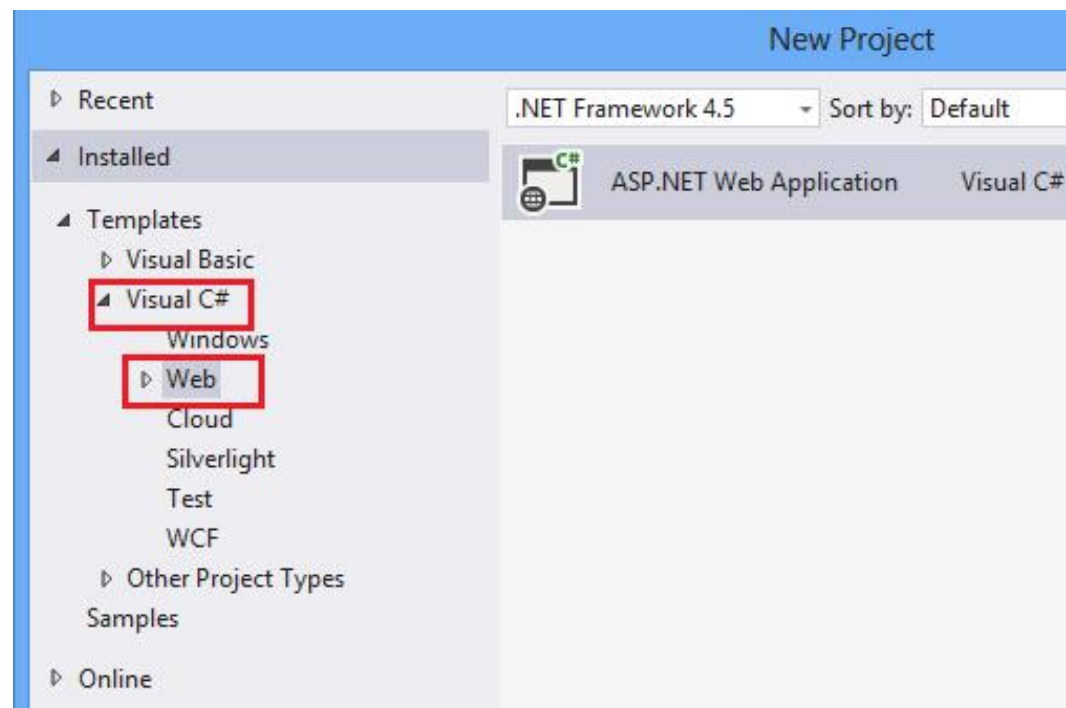 New Project
Recent
Installed
Templates
Visual Basic
Visual C#
Windows
Web
Cloud
Silverlight
Test
WCF
Other Project Types
Samples
Online
.NET Framework 4.5 Sort by: Default
C#
ASP.NET Web Application Visual C#